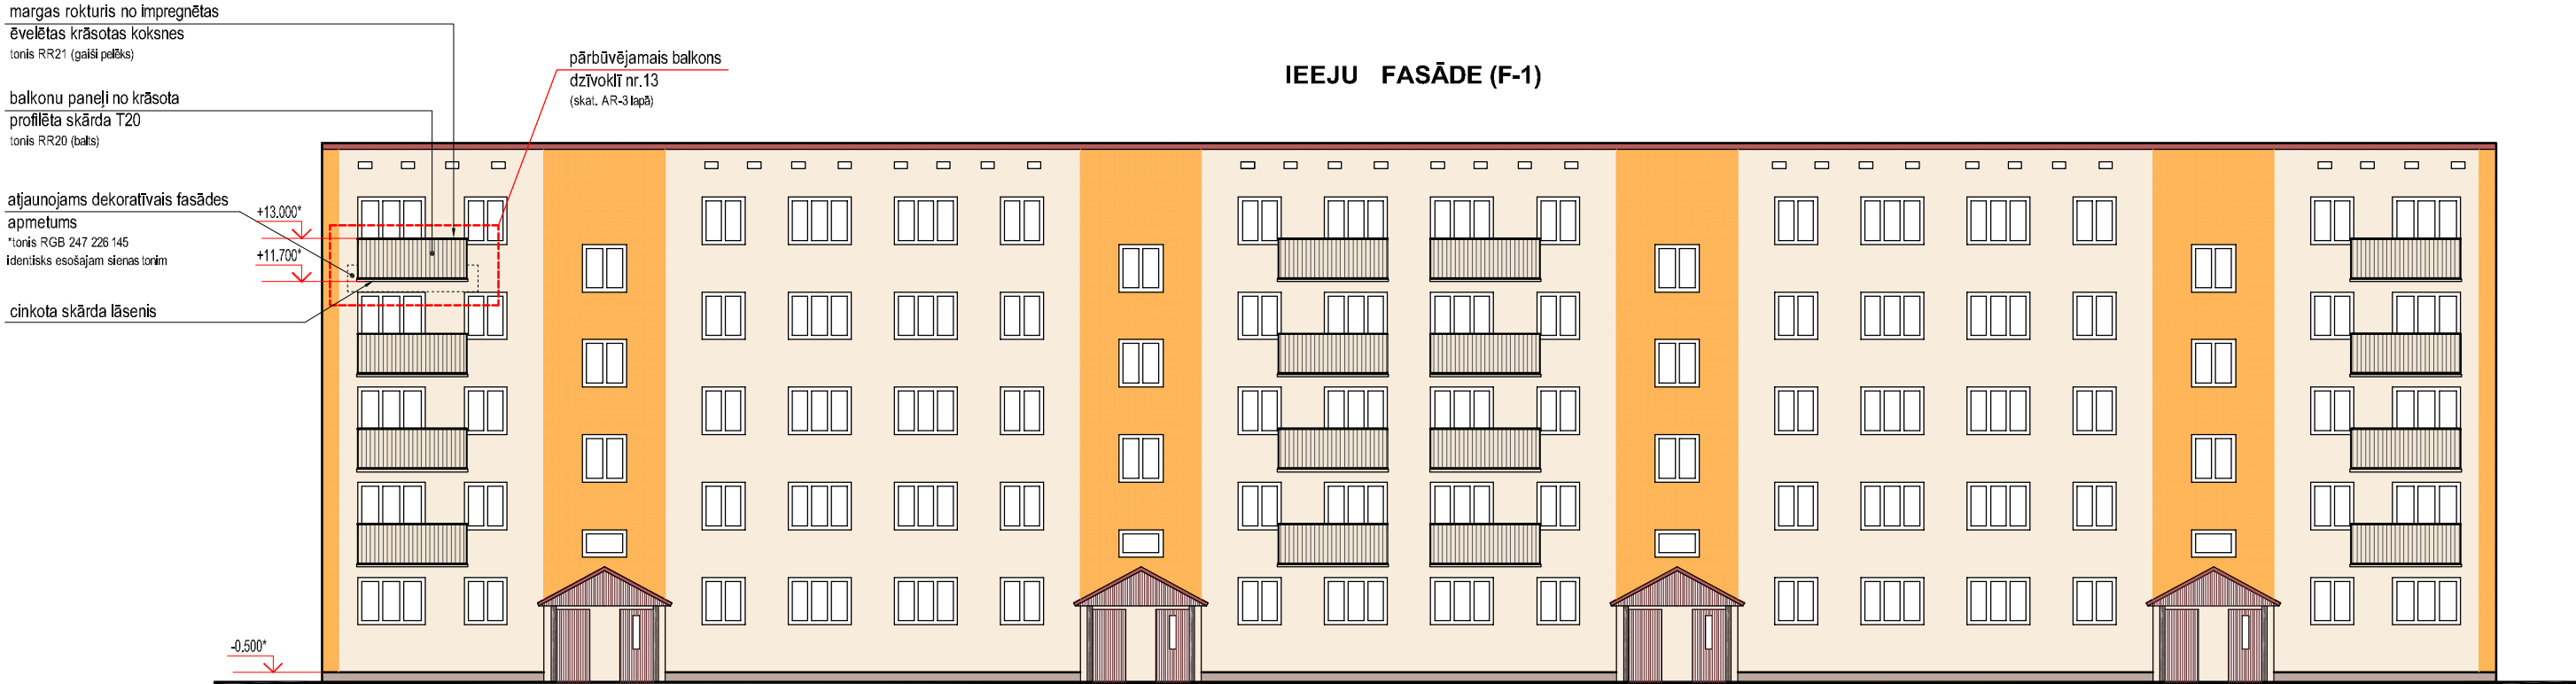 margas rokturis no impregnētas
ēvelētas krāsotas koksnes
tonis RR21 (gaiši pelēks)
balkonu paneļi no krāsota
profilēta skārda T20
tonis RR20 (balts)
atjaunojams dekoratīvais fasādes
apmetums
*tonis RGB 247 226 145
identisks esošajam sienas tonim
cinkota skārda lāsenis
+13.000*
+11.700*
-0.500*
pārbūvējamais balkons
dzīvoklī nr.13
(skat. AR-3 lapā)
IEEJU FASĀDE (F-1)